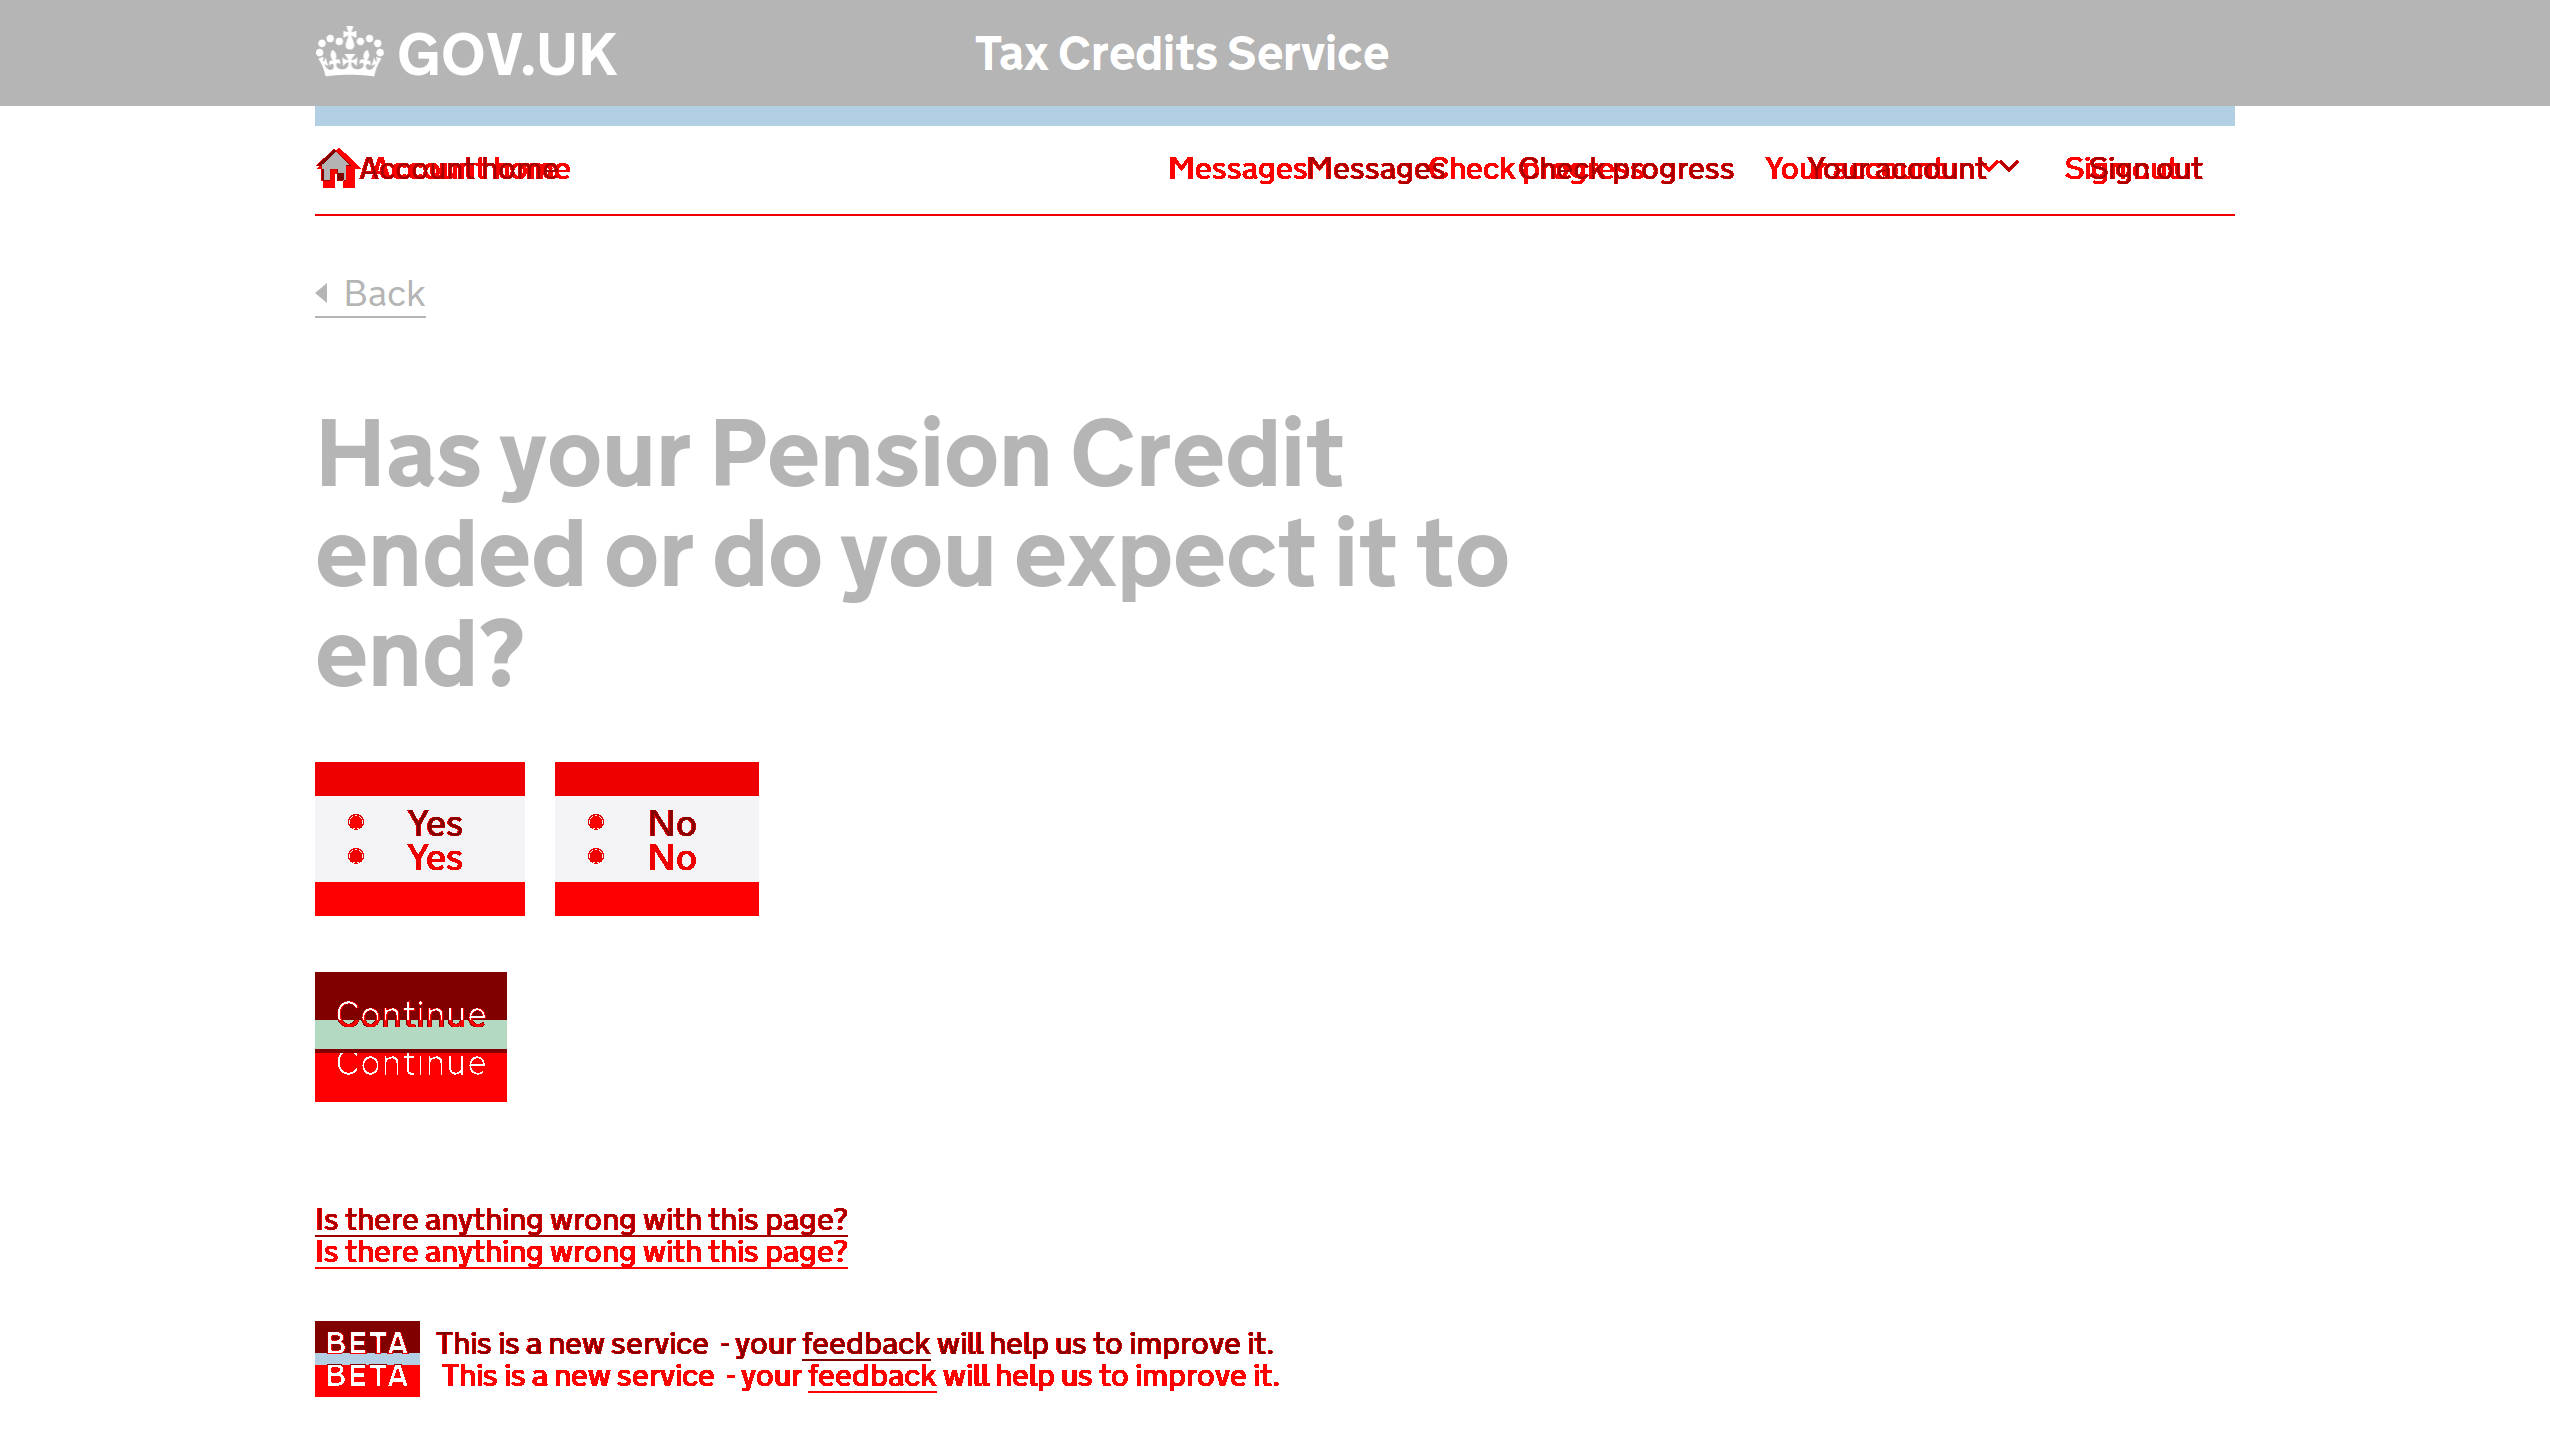 GOV.UK Tax Credits Service
Account home Account home Messages Messages Check progress Check progress Your account Your account Sign out Sign out
Back
Has your Pension Credit
ended or do you expect it to
end?
Yes No
Yes No
Continue
Continue
Is there anything wrong with this page?
Is there anything wrong with this page?
BETA This is a new service - your feedback will help us to improve it.
BETA This is a new service - your feedback will help us to improve it.